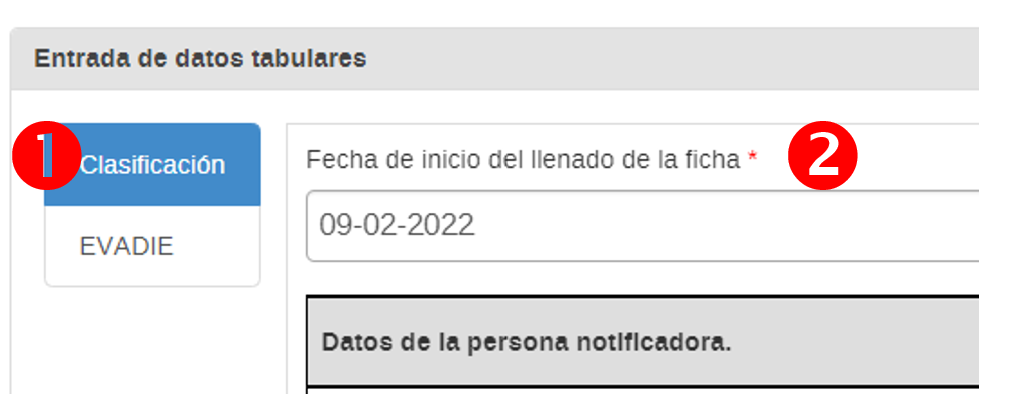 Entrada de datos tabulares
1 Clasificación
EVADIE
Fecha de inicio del llenado de la ficha * 2
09-02-2022
Datos de la persona notificadora.